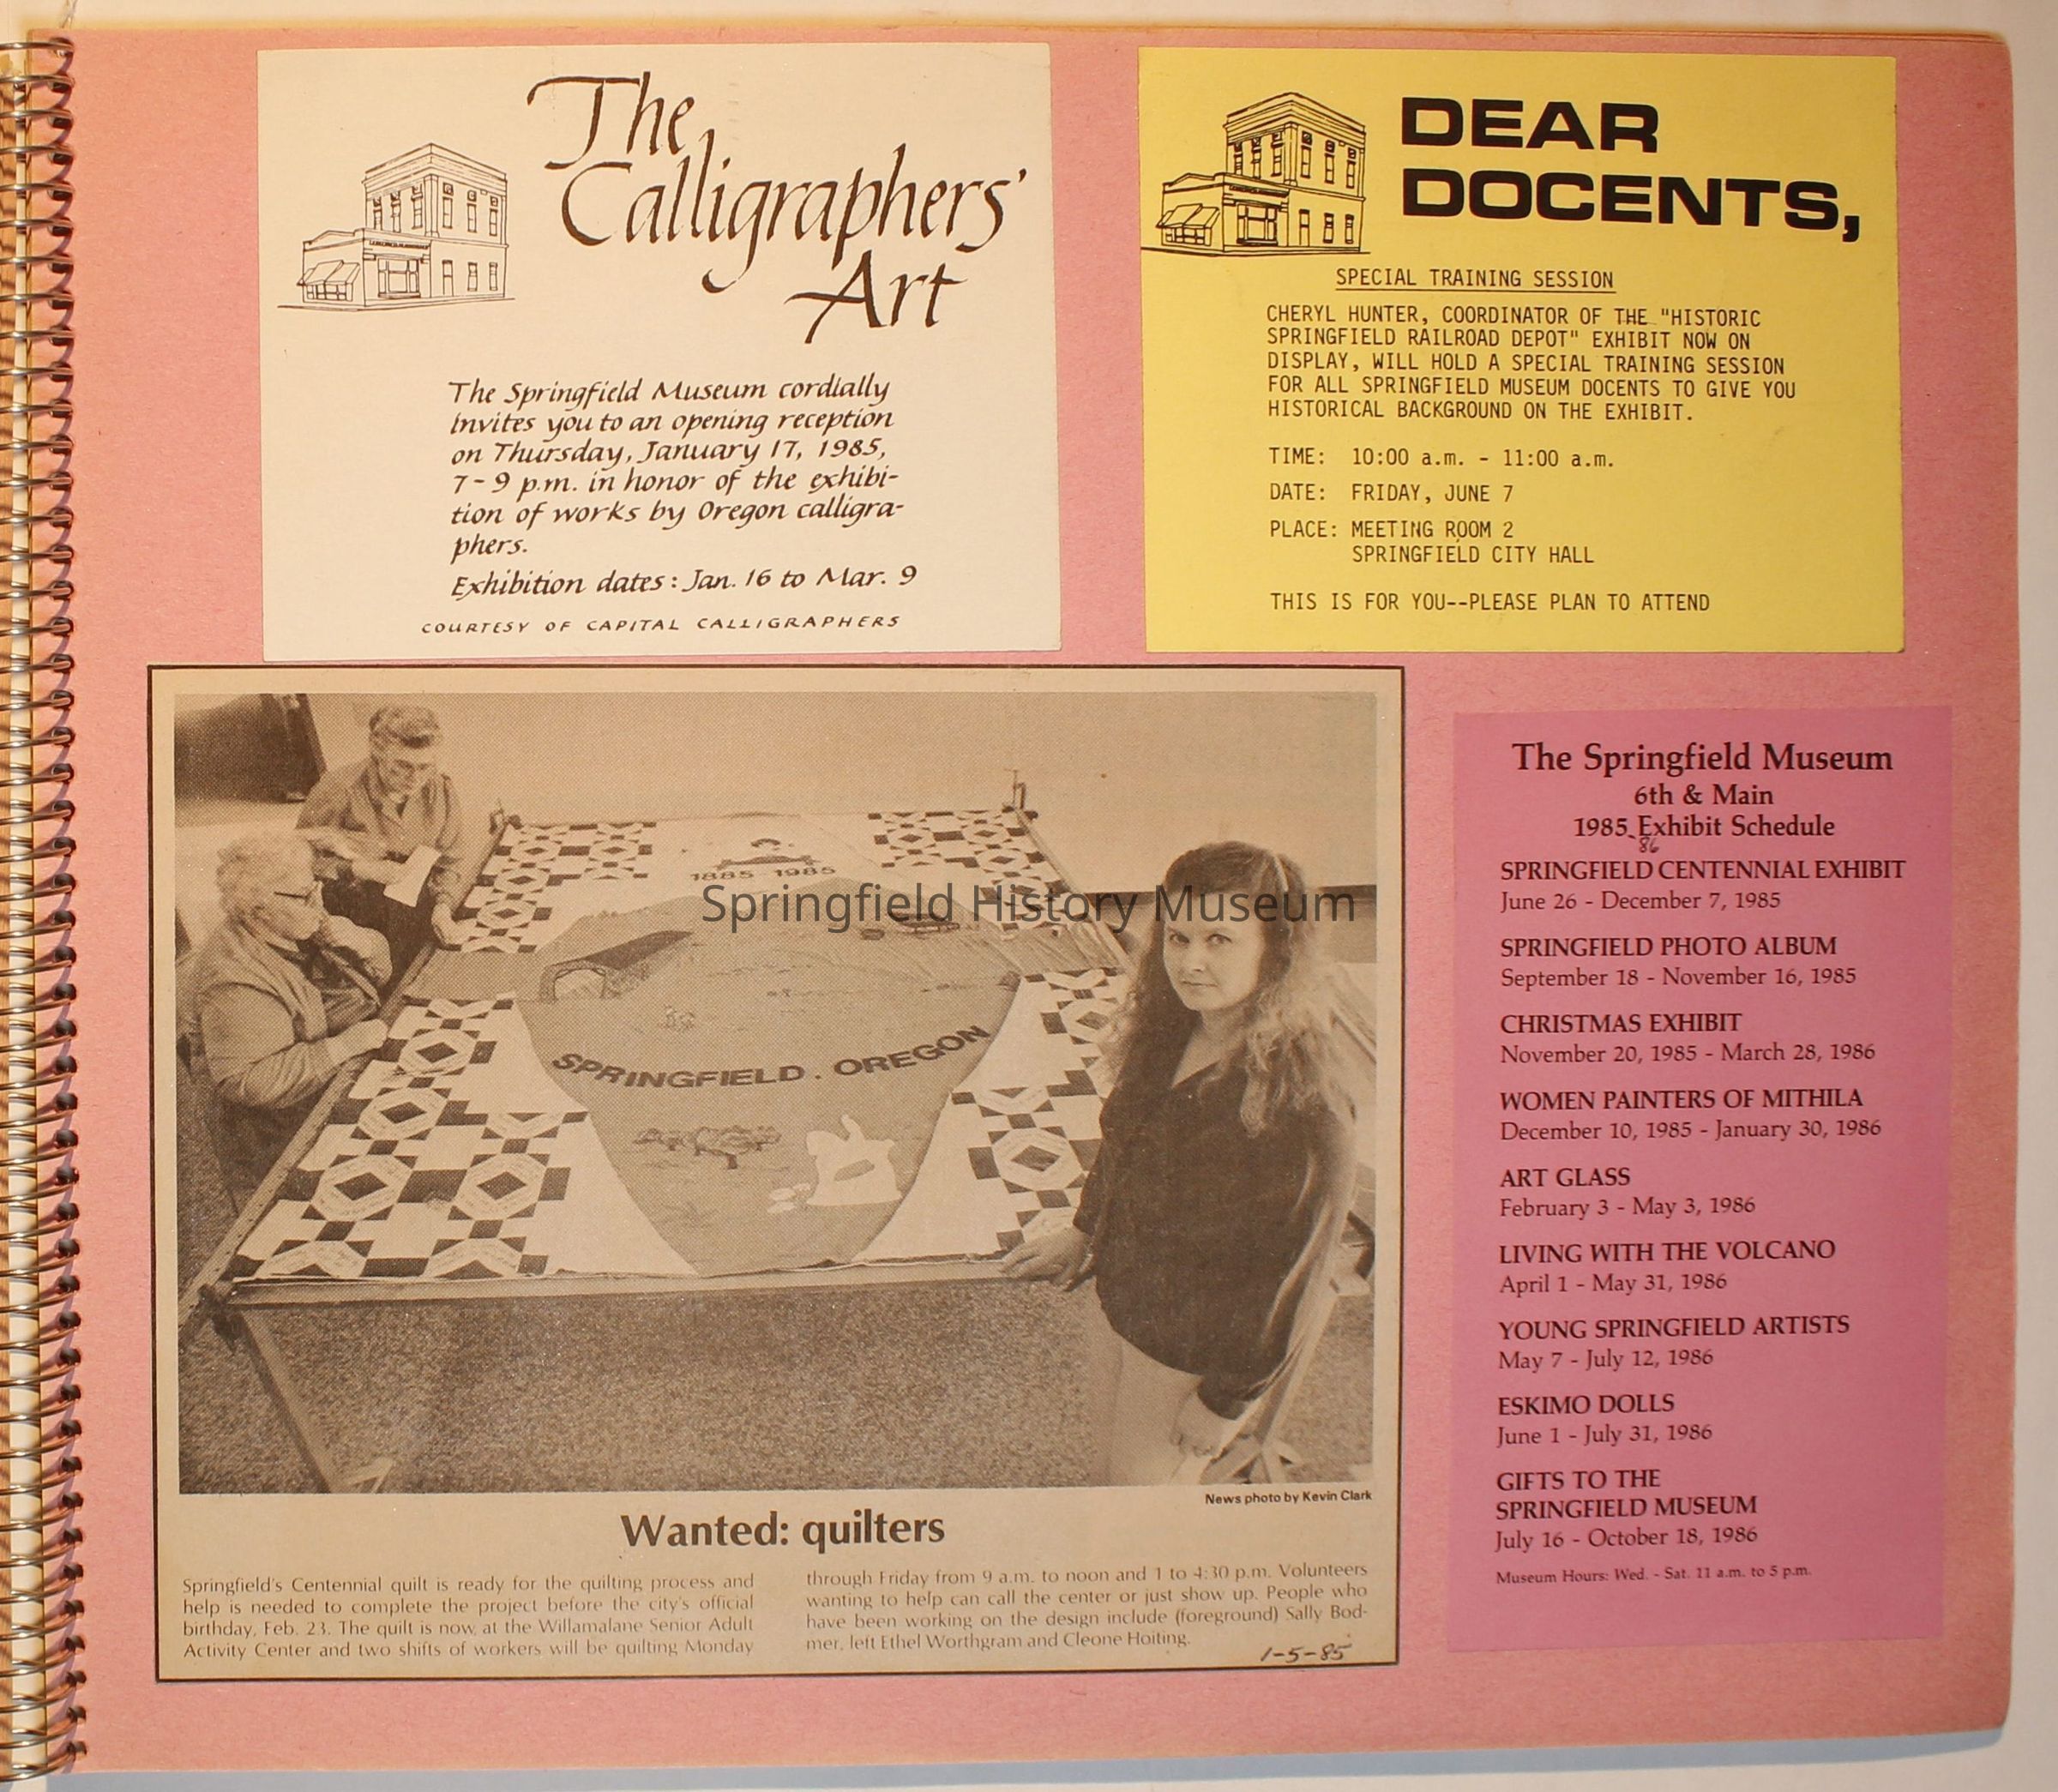 The
Calligraphers'
Art
The Springfield Museum cordially
invites you to an opening reception
on Thursday, January 17, 1985,
7-9 p.m. in honor of the exhibi-
tion of works by Oregon calligra-
phers.
Exhibition dates: Jan. 16 to Mar. 9
COURTESY OF CAPITAL CALLIGRAPHERS
DEAR
DOCENTS,
SPECIAL TRAINING SESSION
CHERYL HUNTER, COORDINATOR OF THE "HISTORIC
SPRINGFIELD RAILROAD DEPOT" EXHIBIT NOW ON
DISPLAY, WILL HOLD A SPECIAL TRAINING SESSION
FOR ALL SPRINGFIELD MUSEUM DOCENTS TO GIVE YOU
HISTORICAL BACKGROUND ON THE EXHIBIT.
TIME: 10:00 a.m. - 11:00 a.m.
DATE: FRIDAY, JUNE 7
PLACE: MEETING ROOM 2
SPRINGFIELD CITY HALL
THIS IS FOR YOU--PLEASE PLAN TO ATTEND
1885 1985
Springfield History Museum
SPRINGFIELD. OREGON
News photo by Kevin Clark
Wanted: quilters
Springfield's Centennial quilt is ready for the quilting process and
help is needed to complete the project before the city's official
birthday, Feb. 23. The quilt is now at the Willamalane Senior Adult
Activity Center and two shifts of workers will be quilting Monday
through Friday from 9 a.m. to noon and 1 to 4:30 p.m. Volunteers
wanting to help can call the center or just show up. People who
have been working on the design include (foreground) Sally Bod-
mer, left Ethel Worthgram and Cleone Hoiting.
1-5-85
The Springfield Museum
6th & Main
1985 Exhibit Schedule
86
SPRINGFIELD CENTENNIAL EXHIBIT
June 26 - December 7, 1985
SPRINGFIELD PHOTO ALBUM
September 18 - November 16, 1985
CHRISTMAS EXHIBIT
November 20, 1985 - March 28, 1986
WOMEN PAINTERS OF MITHILA
December 10, 1985 - January 30, 1986
ART GLASS
February 3 - May 3, 1986
LIVING WITH THE VOLCANO
April 1 - May 31, 1986
YOUNG SPRINGFIELD ARTISTS
May 7 - July 12, 1986
ESKIMO DOLLS
June 1 - July 31, 1986
GIFTS TO THE
SPRINGFIELD MUSEUM
July 16 - October 18, 1986
Museum Hours: Wed. - Sat. 11 a.m. to 5 p.m.